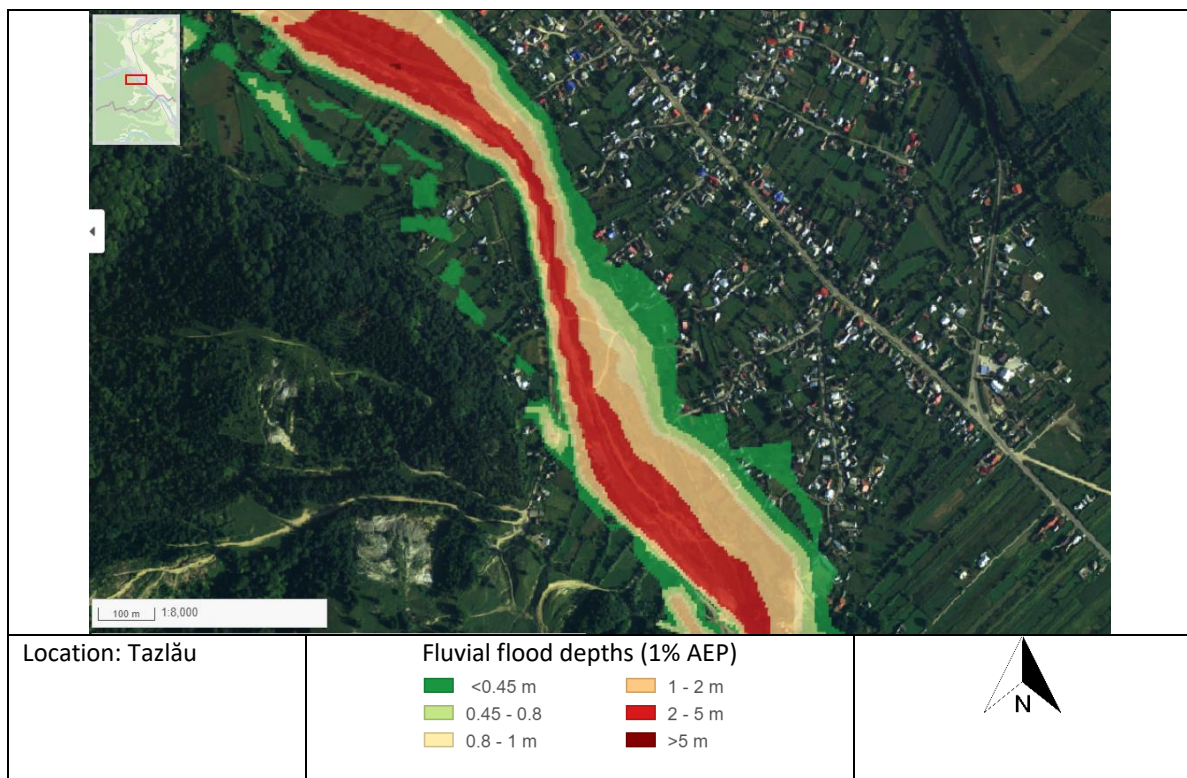 100 m 1:8,000
Location: Tazlău
Fluvial flood depths (1% AEP)
<0.45 m
1 - 2 m
0.45 - 0.8
2 - 5 m
0.8 - 1 m
>5 m
N